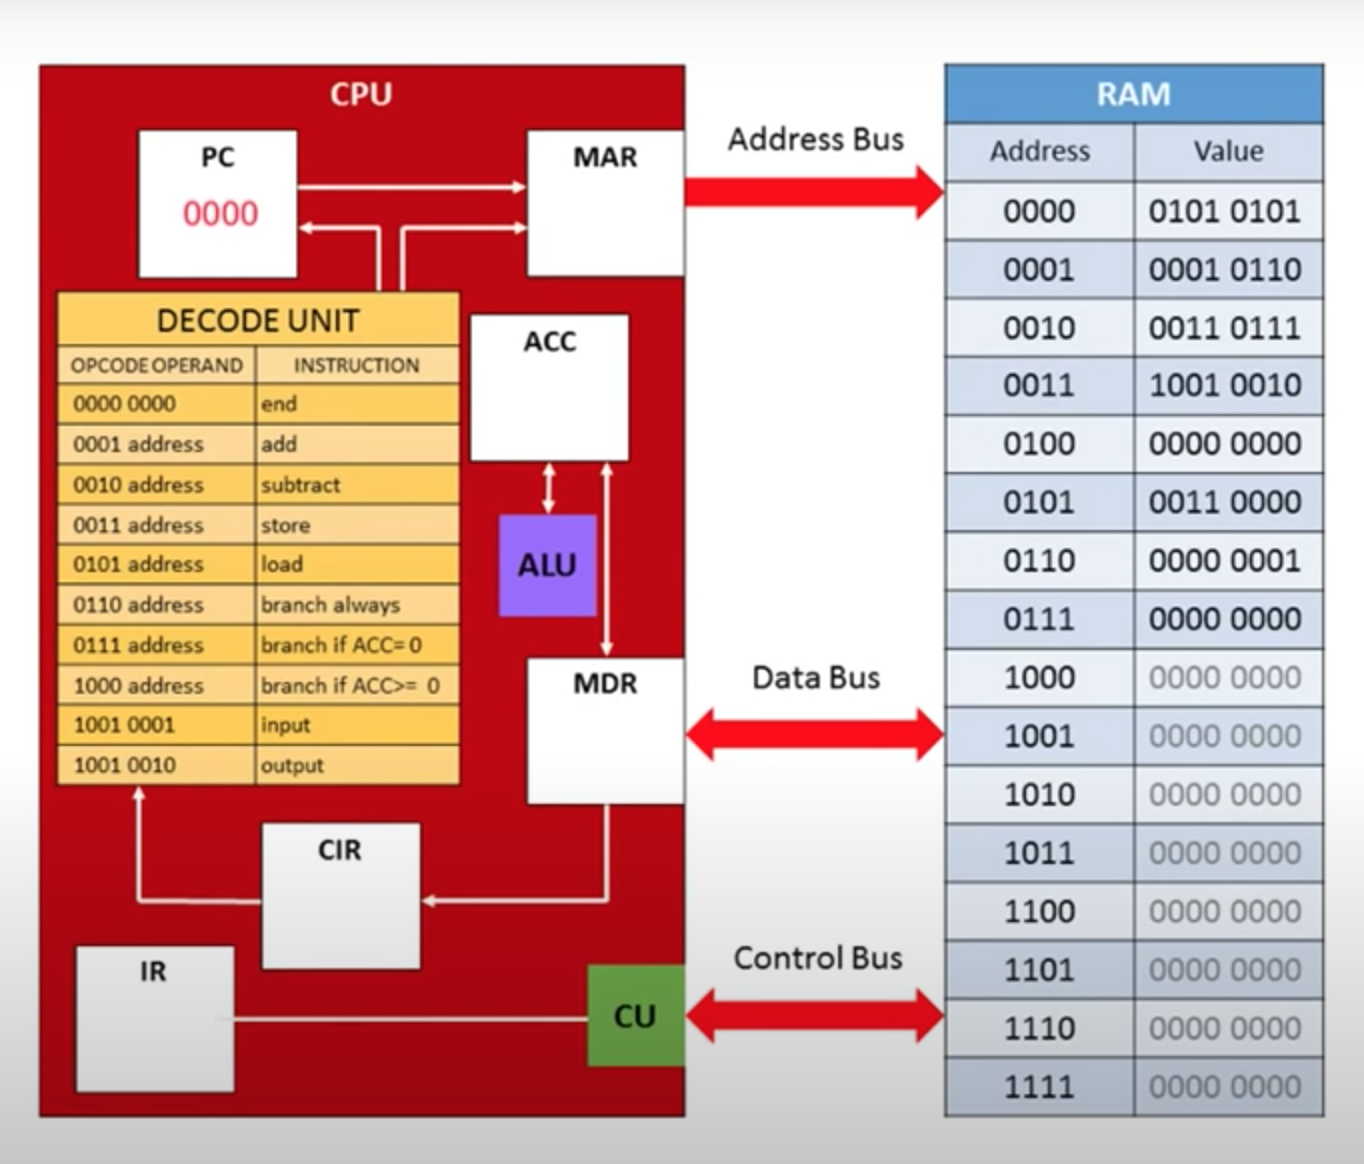 CPU
PC
0000
MAR
DECODE UNIT
OPCODE OPERAND INSTRUCTION
0000 0000 end
0001 address add
0010 address subtract
0011 address store
0101 address load
0110 address branch always
0111 address branch if ACC= 0
1000 address branch if ACC>= 0
1001 0001 input
1001 0010 output
ACC
ALU
MDR
CIR
IR
CU
Address Bus
Data Bus
Control Bus
RAM
Address Value
0000 0101 0101
0001 0001 0110
0010 0011 0111
0011 1001 0010
0100 0000 0000
0101 0011 0000
0110 0000 0001
0111 0000 0000
1000 0000 0000
1001 0000 0000
1010 0000 0000
1011 0000 0000
1100 0000 0000
1101 0000 0000
1110 0000 0000
1111 0000 0000